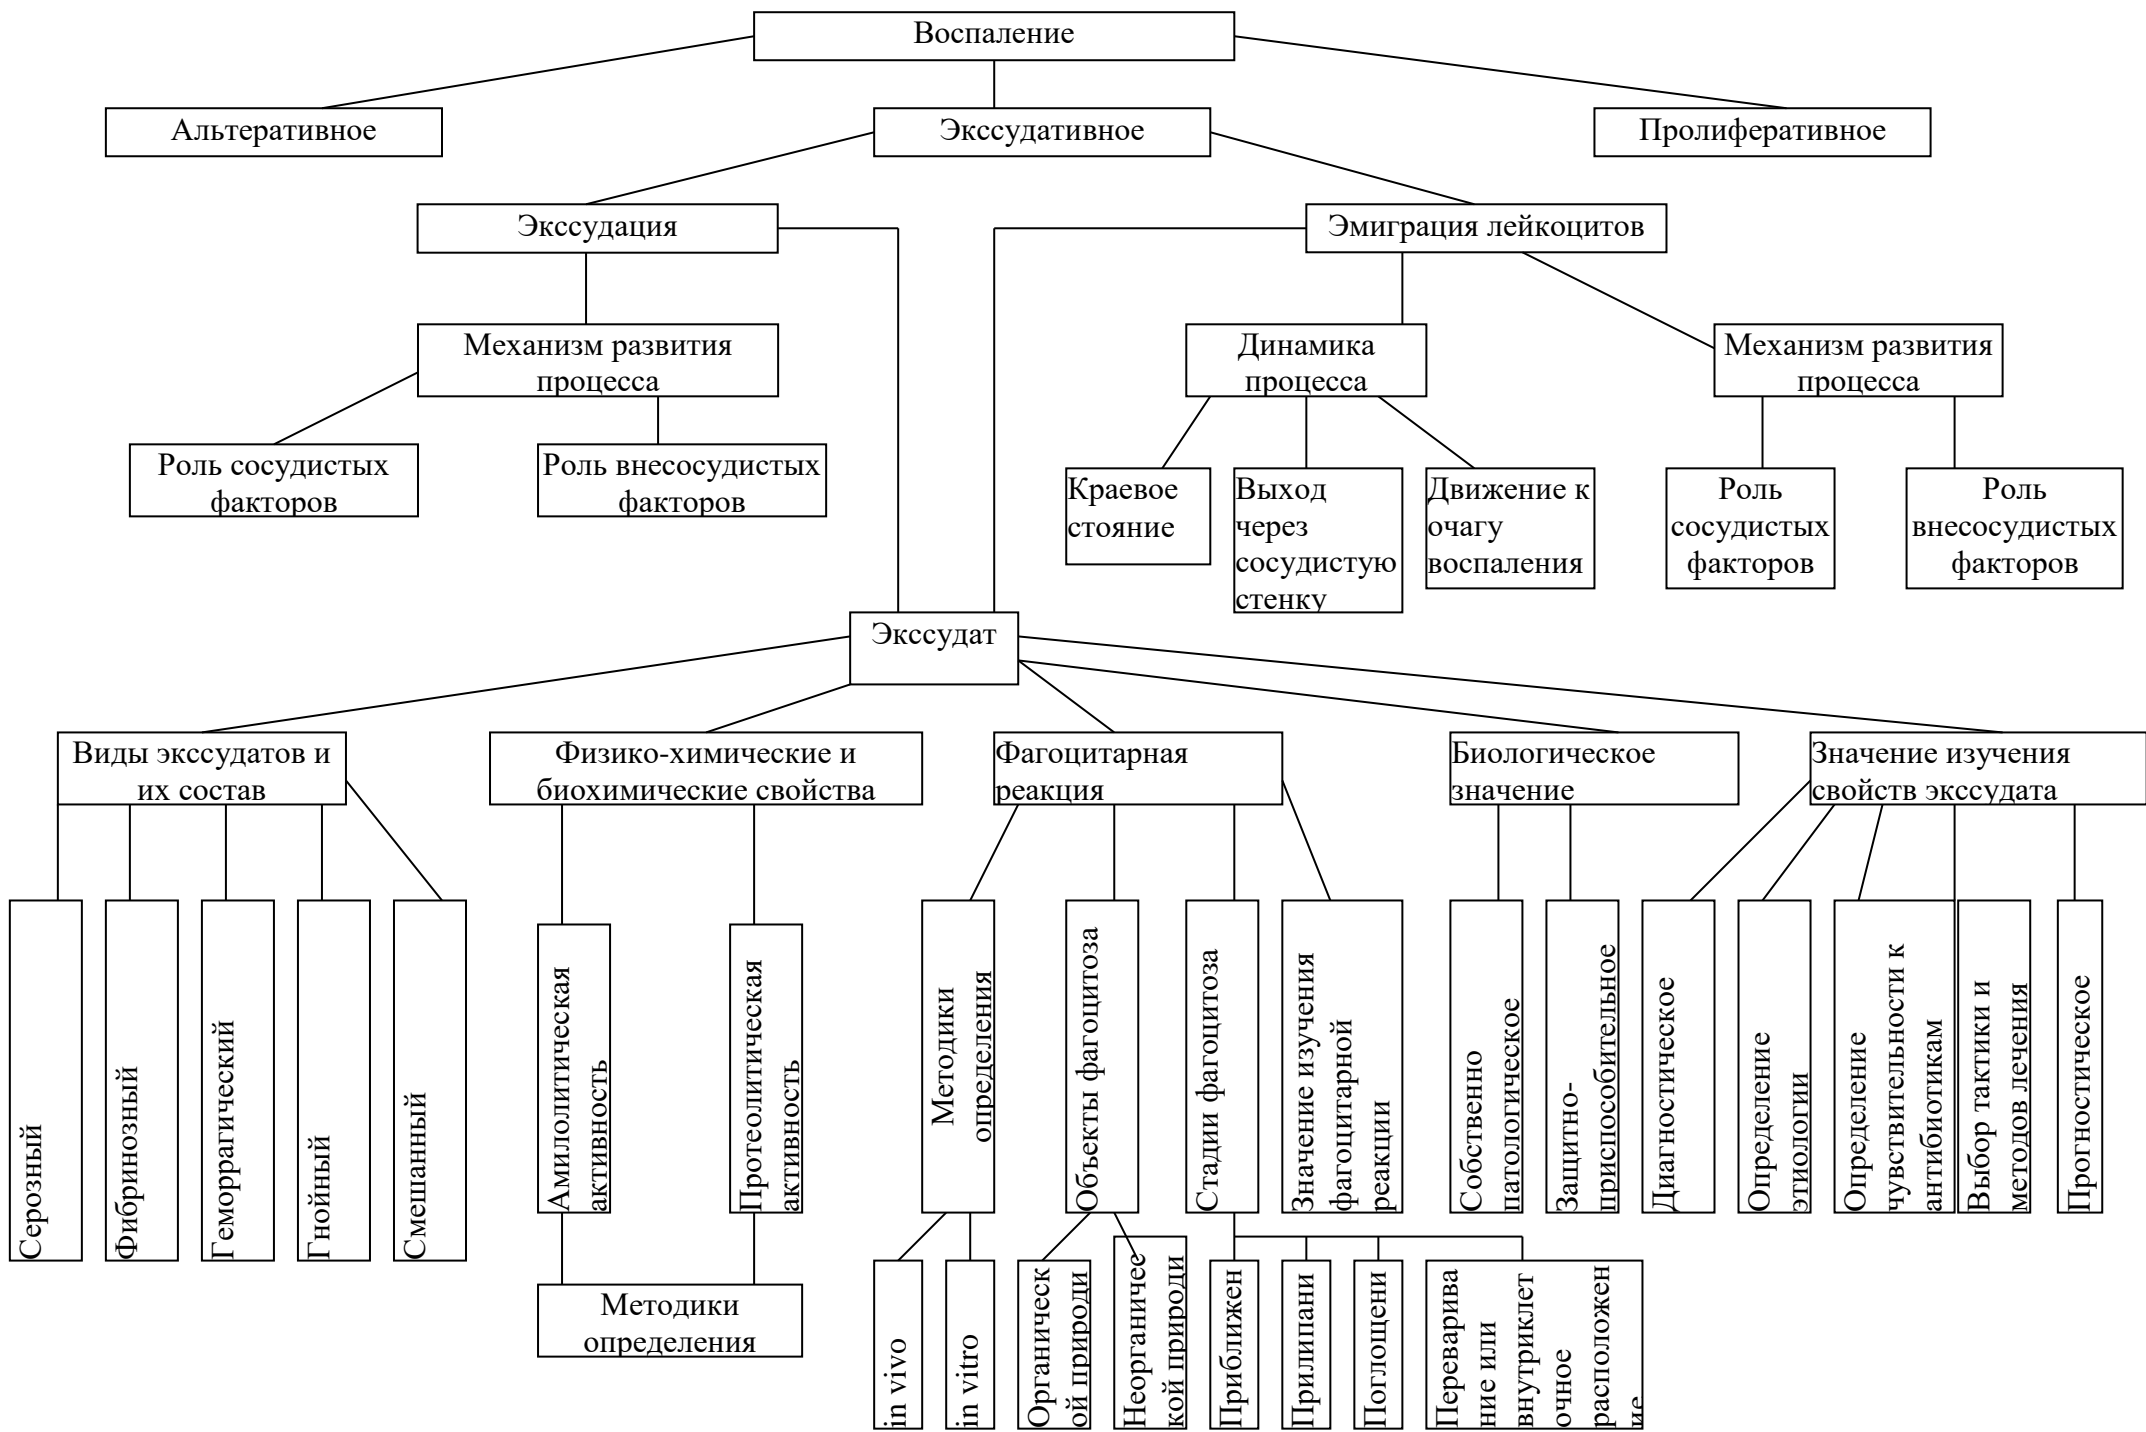 Воспаление
Альтеративное
Экссудативное
Пролиферативное
Экссудация
Эмиграция лейкоцитов
Механизм развития
процесса
Динамика
процесса
Механизм развития
процесса
Роль сосудистых
факторов
Роль внесосудистых
факторов
Краевое
стояние
Выход
через
сосудистую
стенку
Движение к
очагу
воспаления
Роль
сосудистых
факторов
Роль
внесосудистых
факторов
Экссудат
Виды экссудатов и
их состав
Физико-химические и
биохимические свойства
Фагоцитарная
реакция
Биологическое
значение
Значение изучения
свойств экссудата
Серозный
Фибринозный
Геморрагический
Гнойный
Смешанный
Амилолитическая
активность
Протеолитическая
активность
Методики
определения
Объекты фагоцитоза
Стадии фагоцитоза
Значение изучения
фагоцитарной
реакции
Собственно
патологическое
Защитно-
приспособительное
Диагностическое
Определение
этиологии
Определение
чувствительности к
антибиотикам
Выбор тактики и
методов лечения
Прогностическое
Методики
определения
in vivo
in vitro
Органическ
ой природи
Неорганичес
кой природи
Приближен
Прилипани
Поглощени
Переварива
ние или
внутриклет
очное
расположен
ие